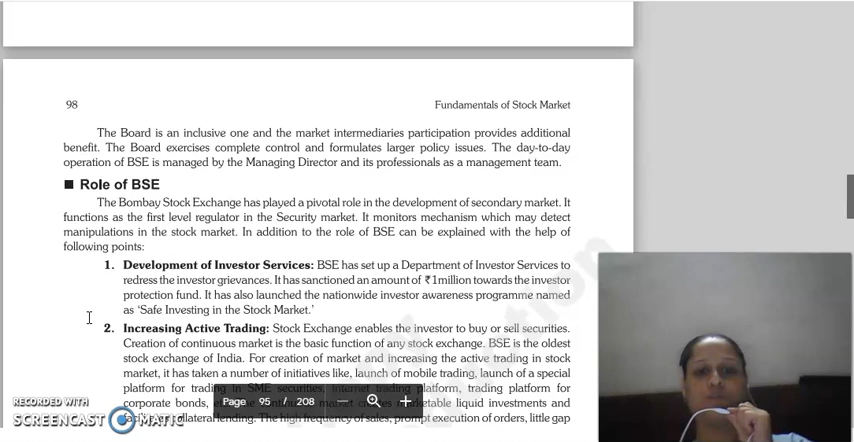 98 Fundamentals of Stock Market
The Board is an inclusive one and the market intermediaries participation provides additional
benefit. The Board exercises complete control and formulates larger policy issues. The day-to-day
operation of BSE is managed by the Managing Director and its professionals as a management team.
■ Role of BSE
The Bombay Stock Exchange has played a pivotal role in the development of secondary market. It
functions as the first level regulator in the Security market. It monitors mechanism which may detect
manipulations in the stock market. In addition to the role of BSE can be explained with the help of
following points:
1. Development of Investor Services: BSE has set up a Department of Investor Services to
redress the investor grievances. It has sanctioned an amount of ₹1million towards the investor
protection fund. It has also launched the nationwide investor awareness programme named
as ‘Safe Investing in the Stock Market.’
2. Increasing Active Trading: Stock Exchange enables the investor to buy or sell securities.
Creation of continuous market is the basic function of any stock exchange. BSE is the oldest
stock exchange of India. For creation of market and increasing the active trading in stock
market, it has taken a number of initiatives like, launch of mobile trading, launch of a special
platform for trading in SME securities, internet trading platform, trading platform for
corporate bonds, marketable liquid investments and
collateral lending. The high frequency of sales, prompt execution of orders, little gap
Page 95 / 208 — +
RECORDED WITH
SCREENCAST MATIC